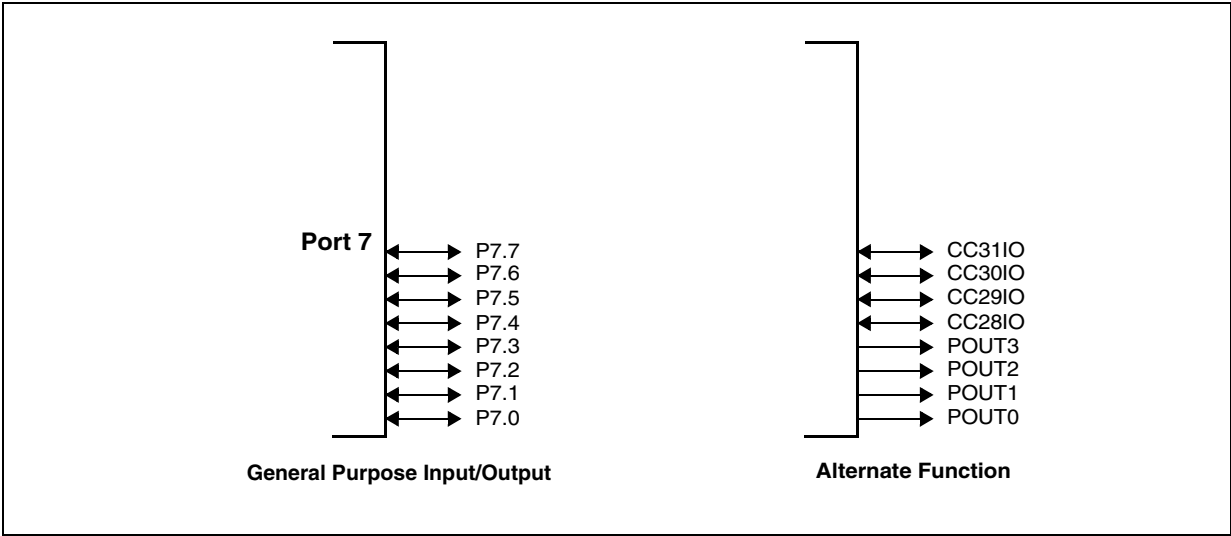 Port 7
P7.7
P7.6
P7.5
P7.4
P7.3
P7.2
P7.1
P7.0
General Purpose Input/Output
CC31IO
CC30IO
CC29IO
CC28IO
POUT3
POUT2
POUT1
POUT0
Alternate Function